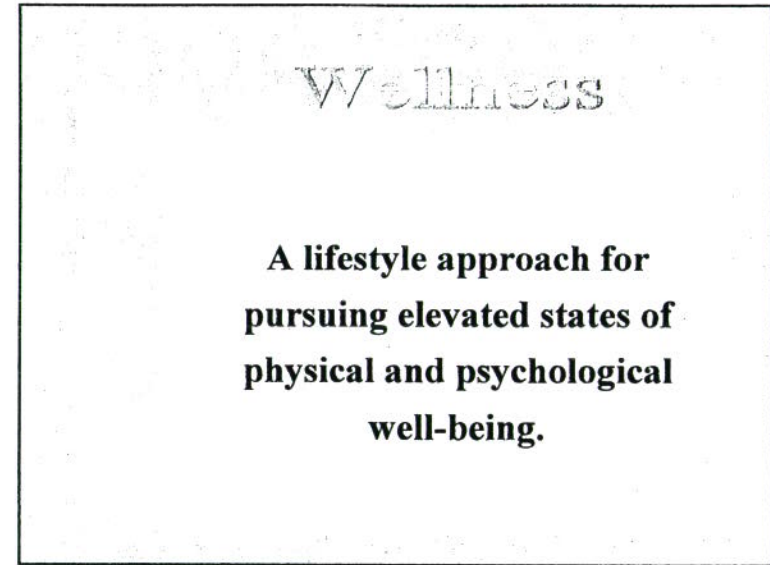 Wellness
A lifestyle approach for
pursuing elevated states of
physical and psychological
well-being.